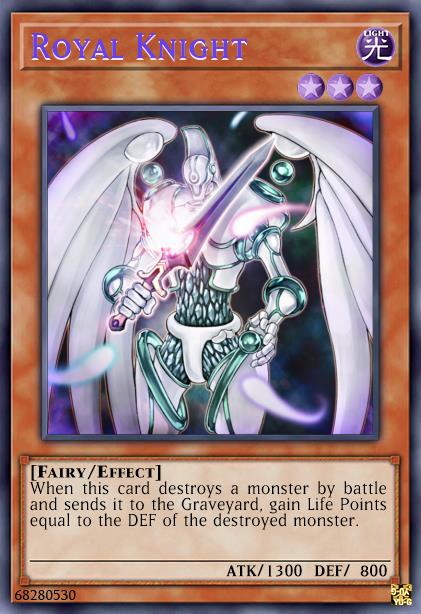 Royal Knight
LIGHT
光
[Fairy/Effect]
When this card destroys a monster by battle
and sends it to the Graveyard, gain Life Points
equal to the DEF of the destroyed monster.
ATK/1300 DEF/ 800
68280530